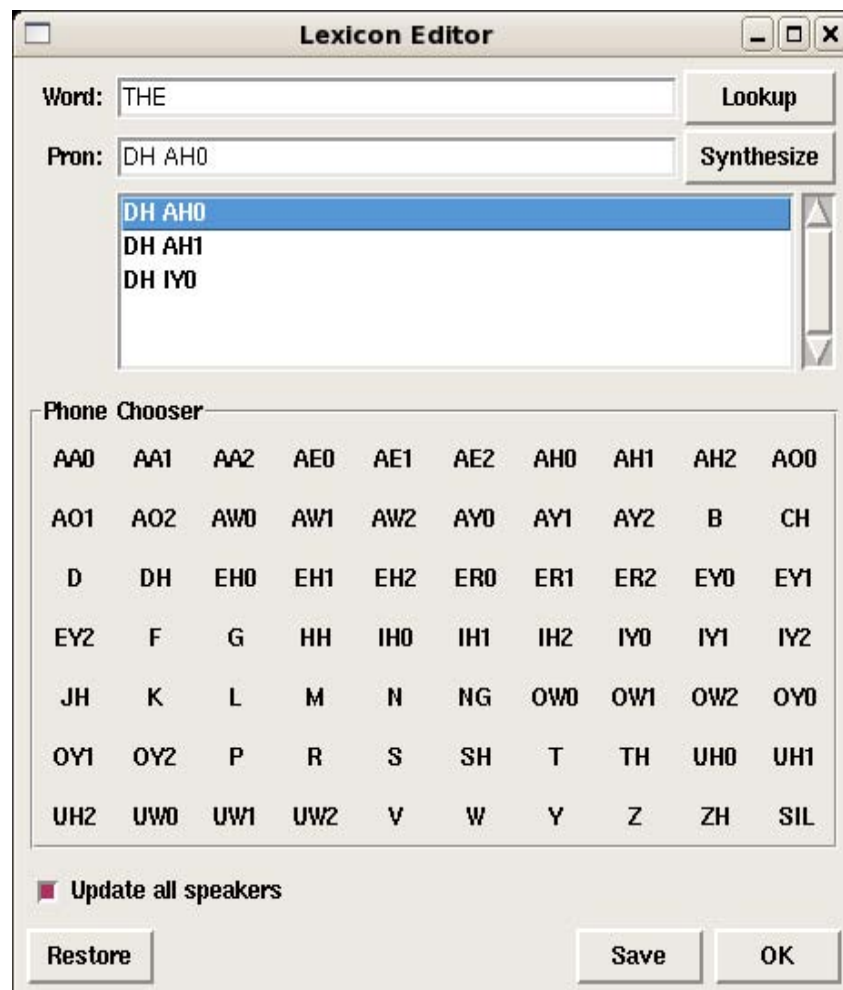 Lexicon Editor
Word: THE Lookup
Pron: DH AH0 Synthesize
DH AH0
DH AH1
DH IY0
Phone Chooser
AA0 AA1 AA2 AE0 AE1 AE2 AH0 AH1 AH2 AO0
AO1 AO2 AW0 AW1 AW2 AY0 AY1 AY2 B CH
D DH EH0 EH1 EH2 ER0 ER1 ER2 EY0 EY1
EY2 F G HH IH0 IH1 IH2 IY0 IY1 IY2
JH K L M N NG OW0 OW1 OW2 OY0
OY1 OY2 P R S SH T TH UH0 UH1
UH2 UW0 UW1 UW2 V W Y Z ZH SIL
Update all speakers
Restore Save OK